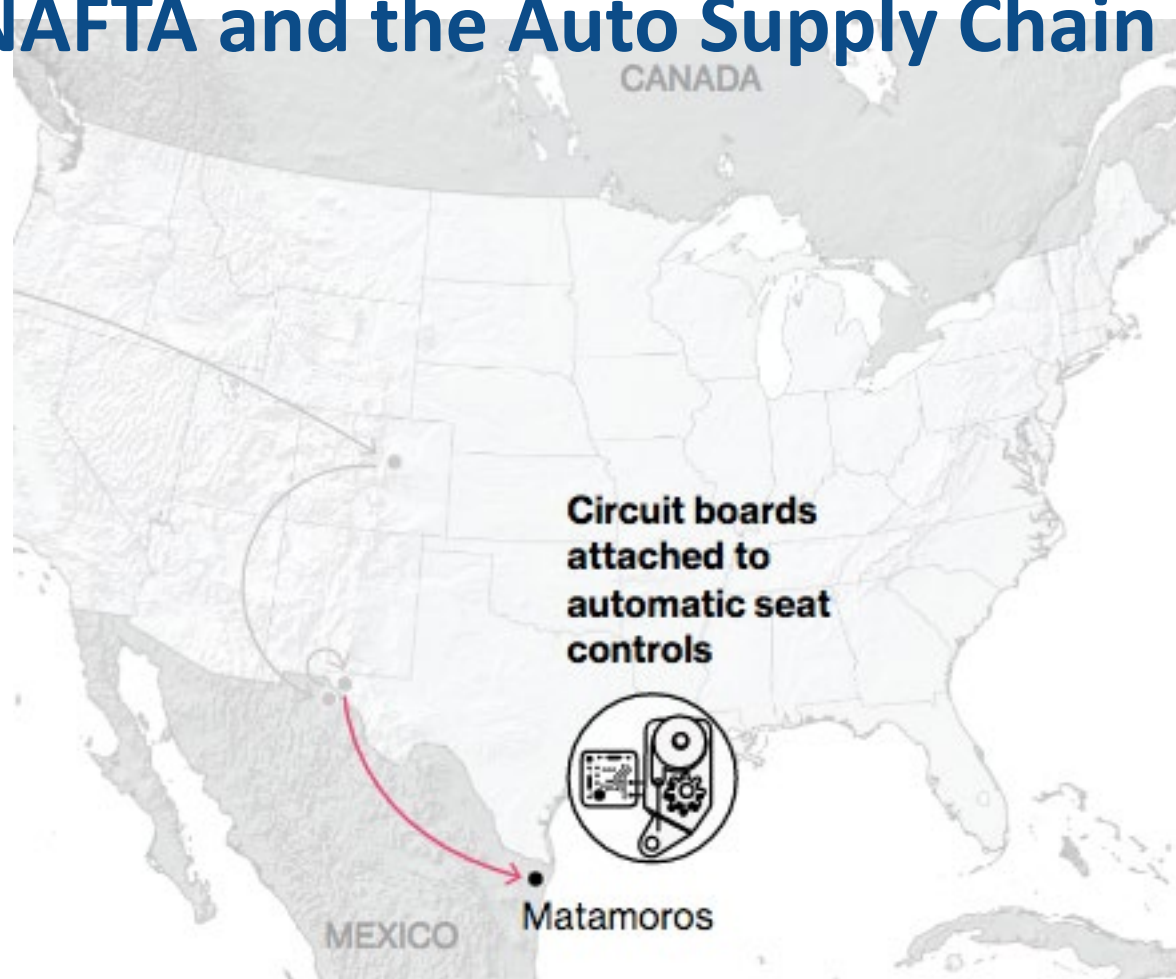 NAFTA and the Auto Supply Chain
CANADA
Circuit boards
attached to
automatic seat
controls
Matamoros
MEXICO